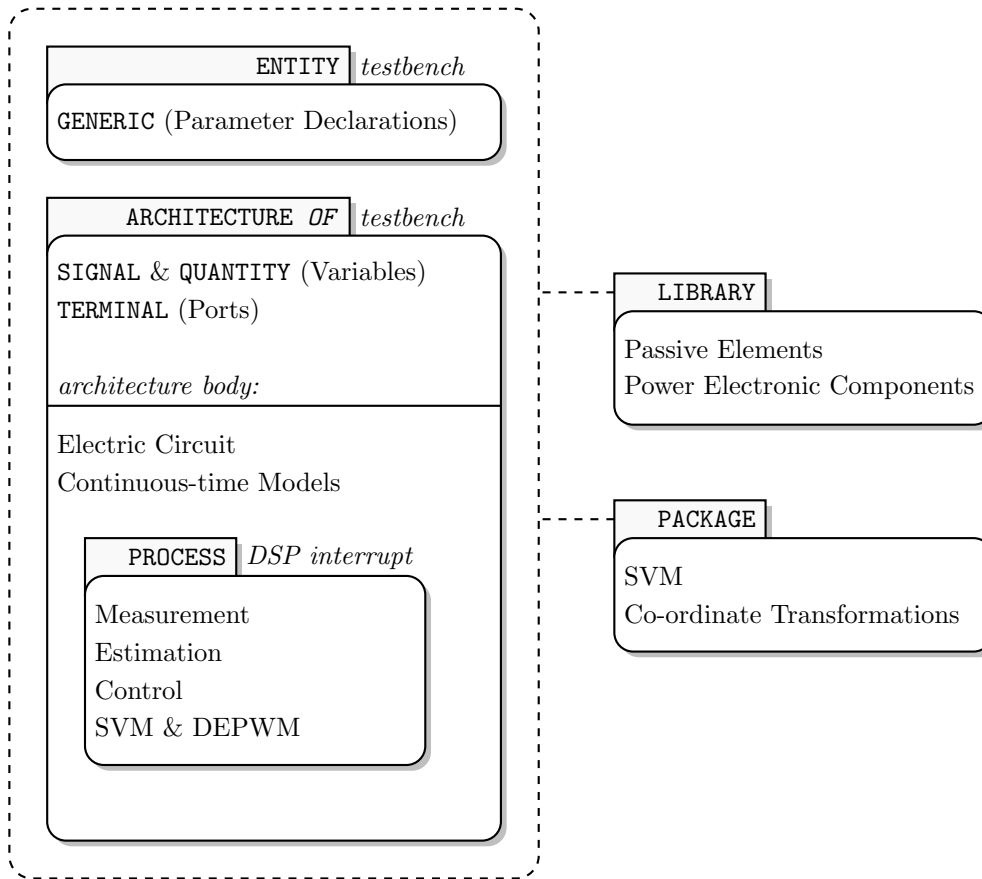 ENTITY testbench
GENERIC (Parameter Declarations)
ARCHITECTURE OF testbench
SIGNAL & QUANTITY (Variables)
TERMINAL (Ports)
architecture body:
Electric Circuit
Continuous-time Models
PROCESS DSP interrupt
Measurement
Estimation
Control
SVM & DEPWM
LIBRARY
Passive Elements
Power Electronic Components
PACKAGE
SVM
Co-ordinate Transformations